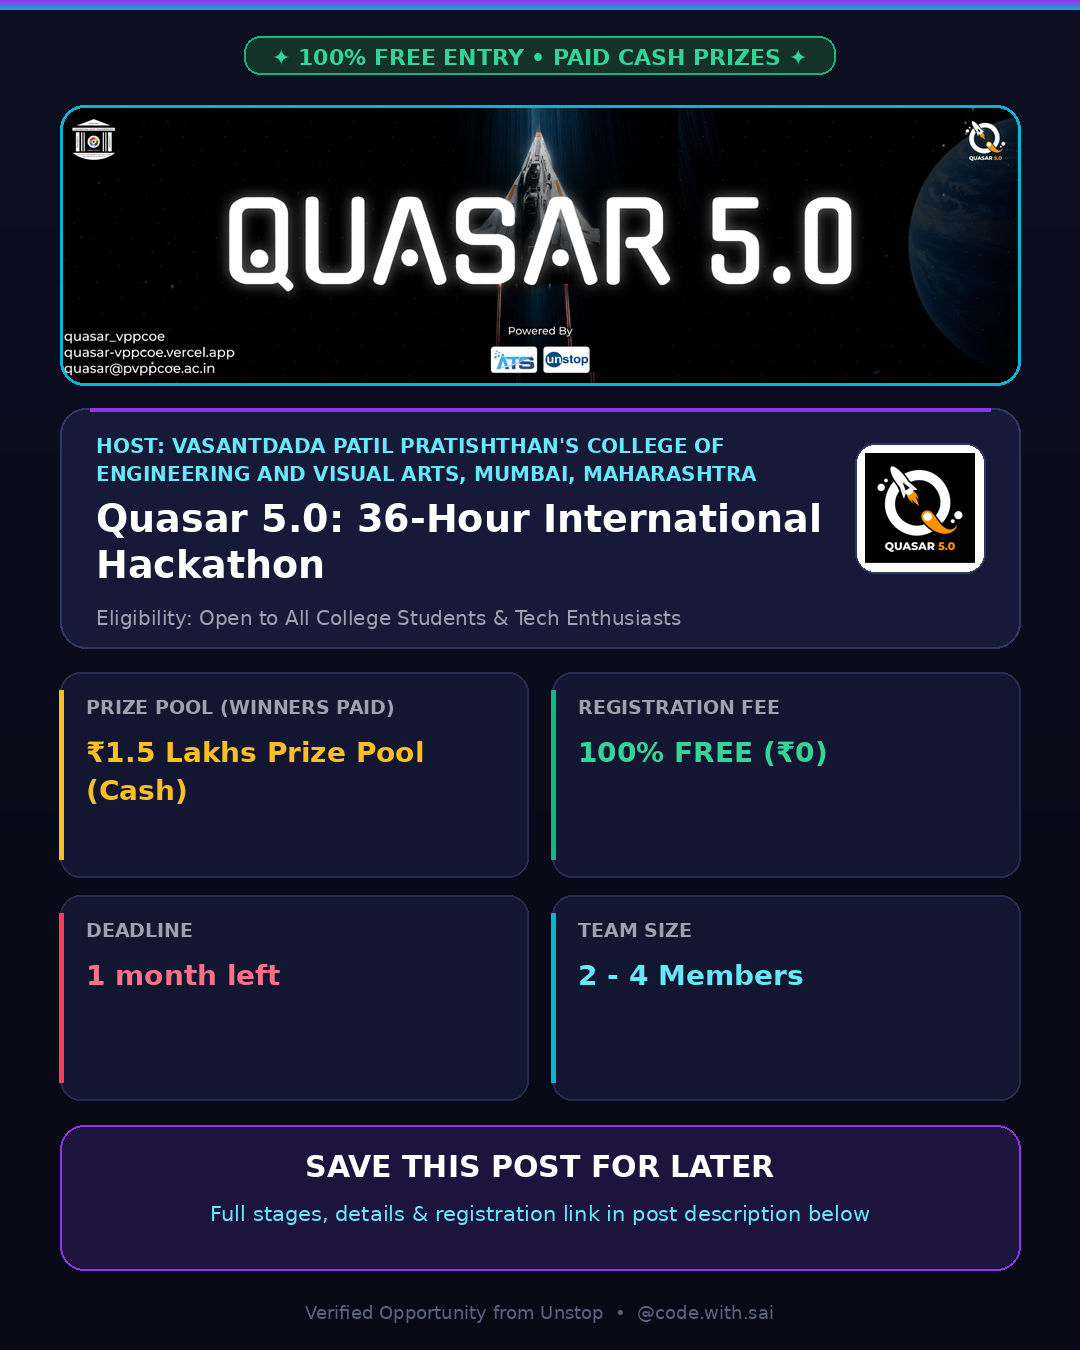 ✦ 100% FREE ENTRY • PAID CASH PRIZES ✦
QUASAR 5.0
QUASAR 5.0
quasar_vppcoe
quasar-vppcoe.vercel.app
quasar@pvppcoe.ac.in
Powered By
ATS unstop
HOST: VASANTDADA PATIL PRATISHTHAN'S COLLEGE OF
ENGINEERING AND VISUAL ARTS, MUMBAI, MAHARASHTRA
Quasar 5.0: 36-Hour International
Hackathon
QUASAR 5.0
Eligibility: Open to All College Students & Tech Enthusiasts
PRIZE POOL (WINNERS PAID)
₹1.5 Lakhs Prize Pool
(Cash)
REGISTRATION FEE
100% FREE (₹0)
DEADLINE
1 month left
TEAM SIZE
2 - 4 Members
SAVE THIS POST FOR LATER
Full stages, details & registration link in post description below
Verified Opportunity from Unstop • @code.with.sai